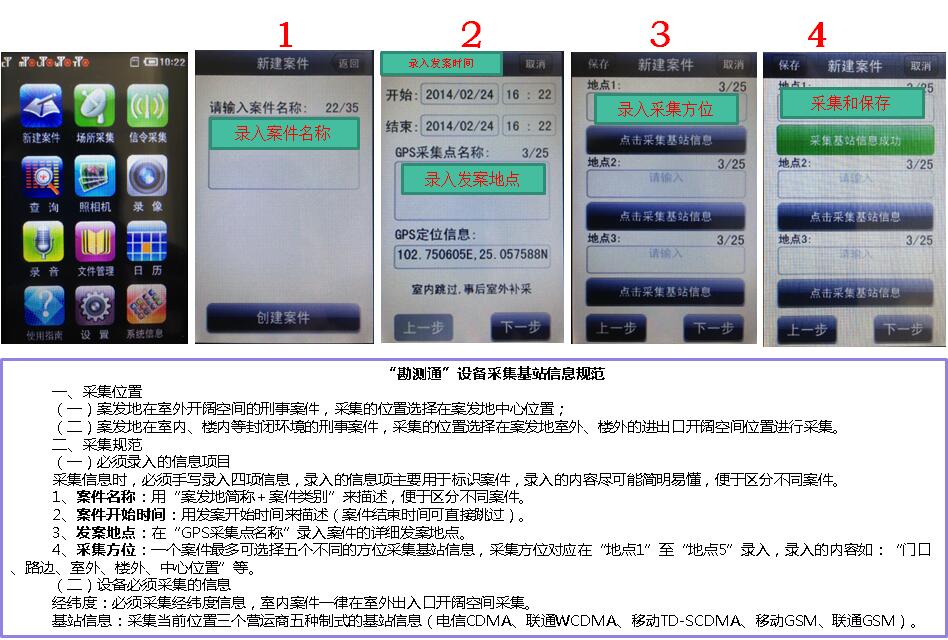 1
2
3
4
10:22
新建案件
场所采集
信令采集
查 询
照相机
录 像
录 音
文件管理
日 历
使用指南
设 置
系统信息
新建案件
返回
请输入案件名称: 22/35
录入案件名称
创建案件
录入发案时间
取消
开始: 2014/02/24 16 : 22
结束: 2014/02/24 16 : 22
GPS采集点名称: 3/25
录入发案地点
GPS定位信息:
102.750605E,25.057588N
室内跳过,事后室外补采
上一步
下一步
保存
新建案件
取消
地点1: 3/25
录入采集方位
点击采集基站信息
地点2: 3/25
请输入
点击采集基站信息
地点3: 3/25
请输入
点击采集基站信息
上一步
下一步
保存
新建案件
取消
地点1: 3/25
采集和保存
采集基站信息成功
地点2: 3/25
请输入
点击采集基站信息
地点3: 3/25
请输入
点击采集基站信息
上一步
下一步
“勘测通”设备采集基站信息规范
一、采集位置
（一）案发地在室外开阔空间的刑事案件，采集的位置选择在案发地中心位置；
（二）案发地在室内、楼内等封闭环境的刑事案件，采集的位置选择在案发地室外、楼外的进出口开阔空间位置进行采集。
二、采集规范
（一）必须录入的信息项目
采集信息时，必须手写录入四项信息，录入的信息项主要用于标识案件，录入的内容尽可能简明易懂，便于区分不同案件。
1、案件名称：用“案发地简称＋案件类别”来描述，便于区分不同案件。
2、案件开始时间：用发案开始时间来描述（案件结束时间可直接跳过）。
3、发案地点：在“GPS采集点名称”录入案件的详细发案地点。
4、采集方位：一个案件最多可选择五个不同的方位采集基站信息，采集方位对应在“地点1”至“地点5”录入，录入的内容如：“门口
、路边、室外、楼外、中心位置”等。
（二）设备必须采集的信息
经纬度：必须采集经纬度信息，室内案件一律在室外出入口开阔空间采集。
基站信息：采集当前位置三个营运商五种制式的基站信息（电信CDMA、联通WCDMA、移动TD-SCDMA、移动GSM、联通GSM）。